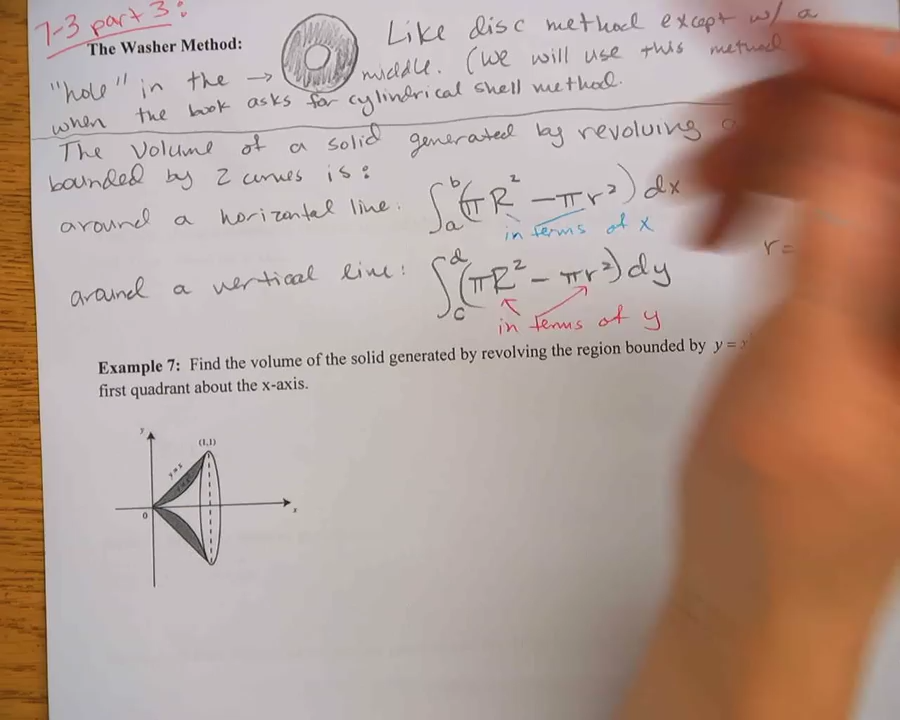 7-3 part 3:
The Washer Method:
Like disc method except w/ a
"hole" in the → middle. (We will use this method
when the book asks for cylindrical shell method.
The Volume of a solid generated by revolving
bounded by 2 curves is:
around a horizontal line: ∫ₐᵇ(πR² − πr²) dx
in terms of x
around a vertical line: ∫꜀ᵈ(πR² − πr²) dy
r =
in terms of y
Example 7: Find the volume of the solid generated by revolving the region bounded by y =
first quadrant about the x-axis.
y
(1,1)
y = x
0
x